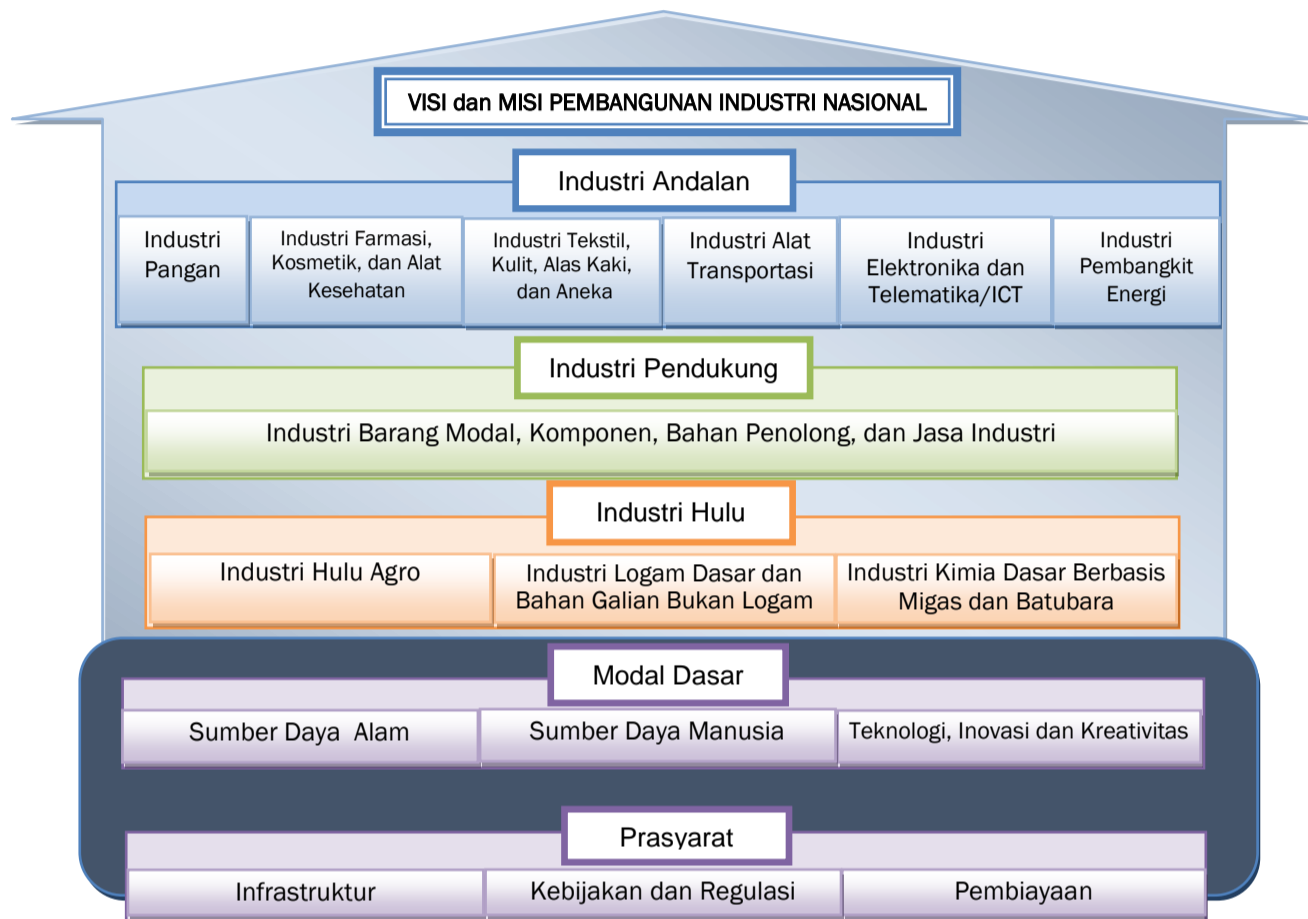 VISI dan MISI PEMBANGUNAN INDUSTRI NASIONAL
Industri Andalan
Industri
Pangan
Industri Farmasi,
Kosmetik, dan Alat
Kesehatan
Industri Tekstil,
Kulit, Alas Kaki,
dan Aneka
Industri Alat
Transportasi
Industri
Elektronika dan
Telematika/ICT
Industri
Pembangkit
Energi
Industri Pendukung
Industri Barang Modal, Komponen, Bahan Penolong, dan Jasa Industri
Industri Hulu
Industri Hulu Agro
Industri Logam Dasar dan
Bahan Galian Bukan Logam
Industri Kimia Dasar Berbasis
Migas dan Batubara
Modal Dasar
Sumber Daya Alam
Sumber Daya Manusia
Teknologi, Inovasi dan Kreativitas
Prasyarat
Infrastruktur
Kebijakan dan Regulasi
Pembiayaan